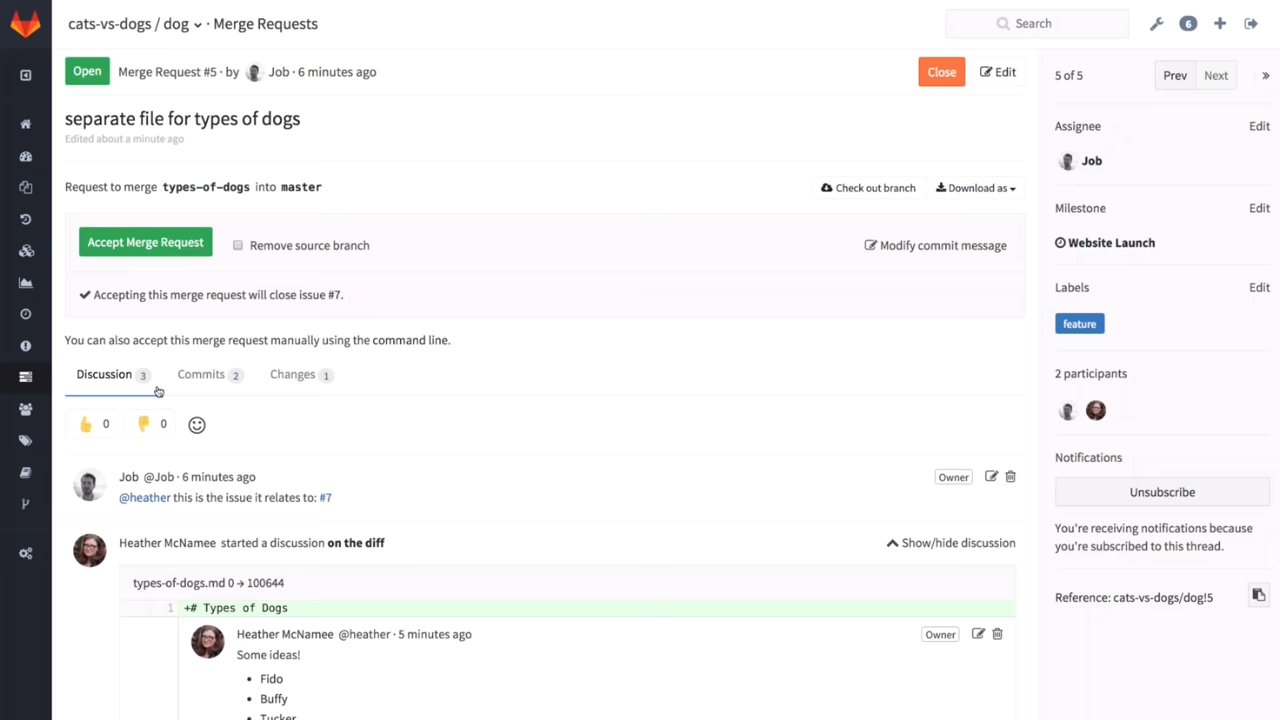 cats-vs-dogs / dog · Merge Requests
Search
6
Open
Merge Request #5 · by Job · 6 minutes ago
Close
Edit
separate file for types of dogs
Edited about a minute ago
Request to merge types-of-dogs into master
Check out branch
Download as
Accept Merge Request
Remove source branch
Modify commit message
Accepting this merge request will close issue #7.
You can also accept this merge request manually using the command line.
Discussion 3
Commits 2
Changes 1
0
0
Job @Job · 6 minutes ago
Owner
@heather this is the issue it relates to: #7
Heather McNamee started a discussion on the diff
Show/hide discussion
types-of-dogs.md 0 → 100644
1 +# Types of Dogs
Heather McNamee @heather · 5 minutes ago
Owner
Some ideas!
• Fido
• Buffy
• Tucker
5 of 5
Prev
Next
»
Assignee
Edit
Job
Milestone
Edit
Website Launch
Labels
Edit
feature
2 participants
Notifications
Unsubscribe
You're receiving notifications because
you're subscribed to this thread.
Reference: cats-vs-dogs/dog!5